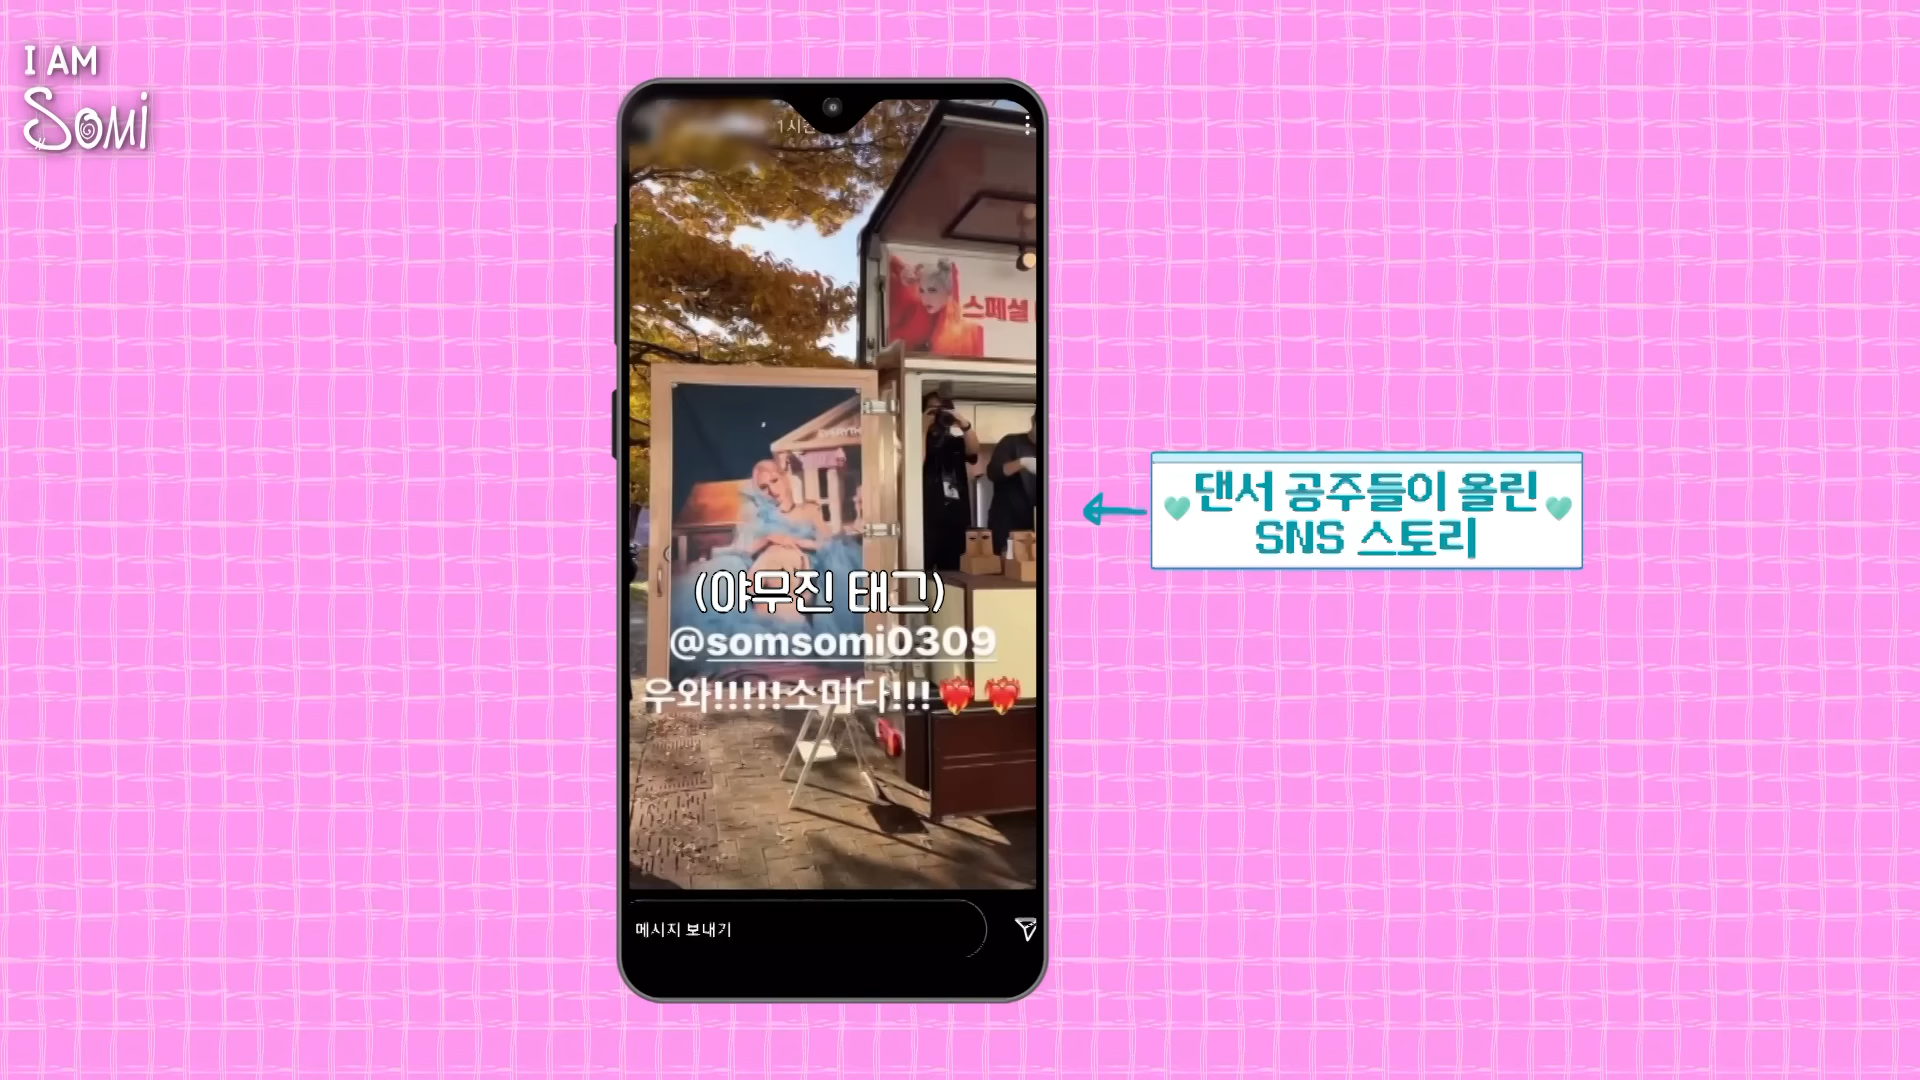 I AM
SOMI
1시간
스페셜
(야무진 태그)
@somsomi0309
우와!!!!!소미다!!!❤️‍🔥❤️‍🔥
댄서 공주들이 올린
SNS 스토리
메시지 보내기